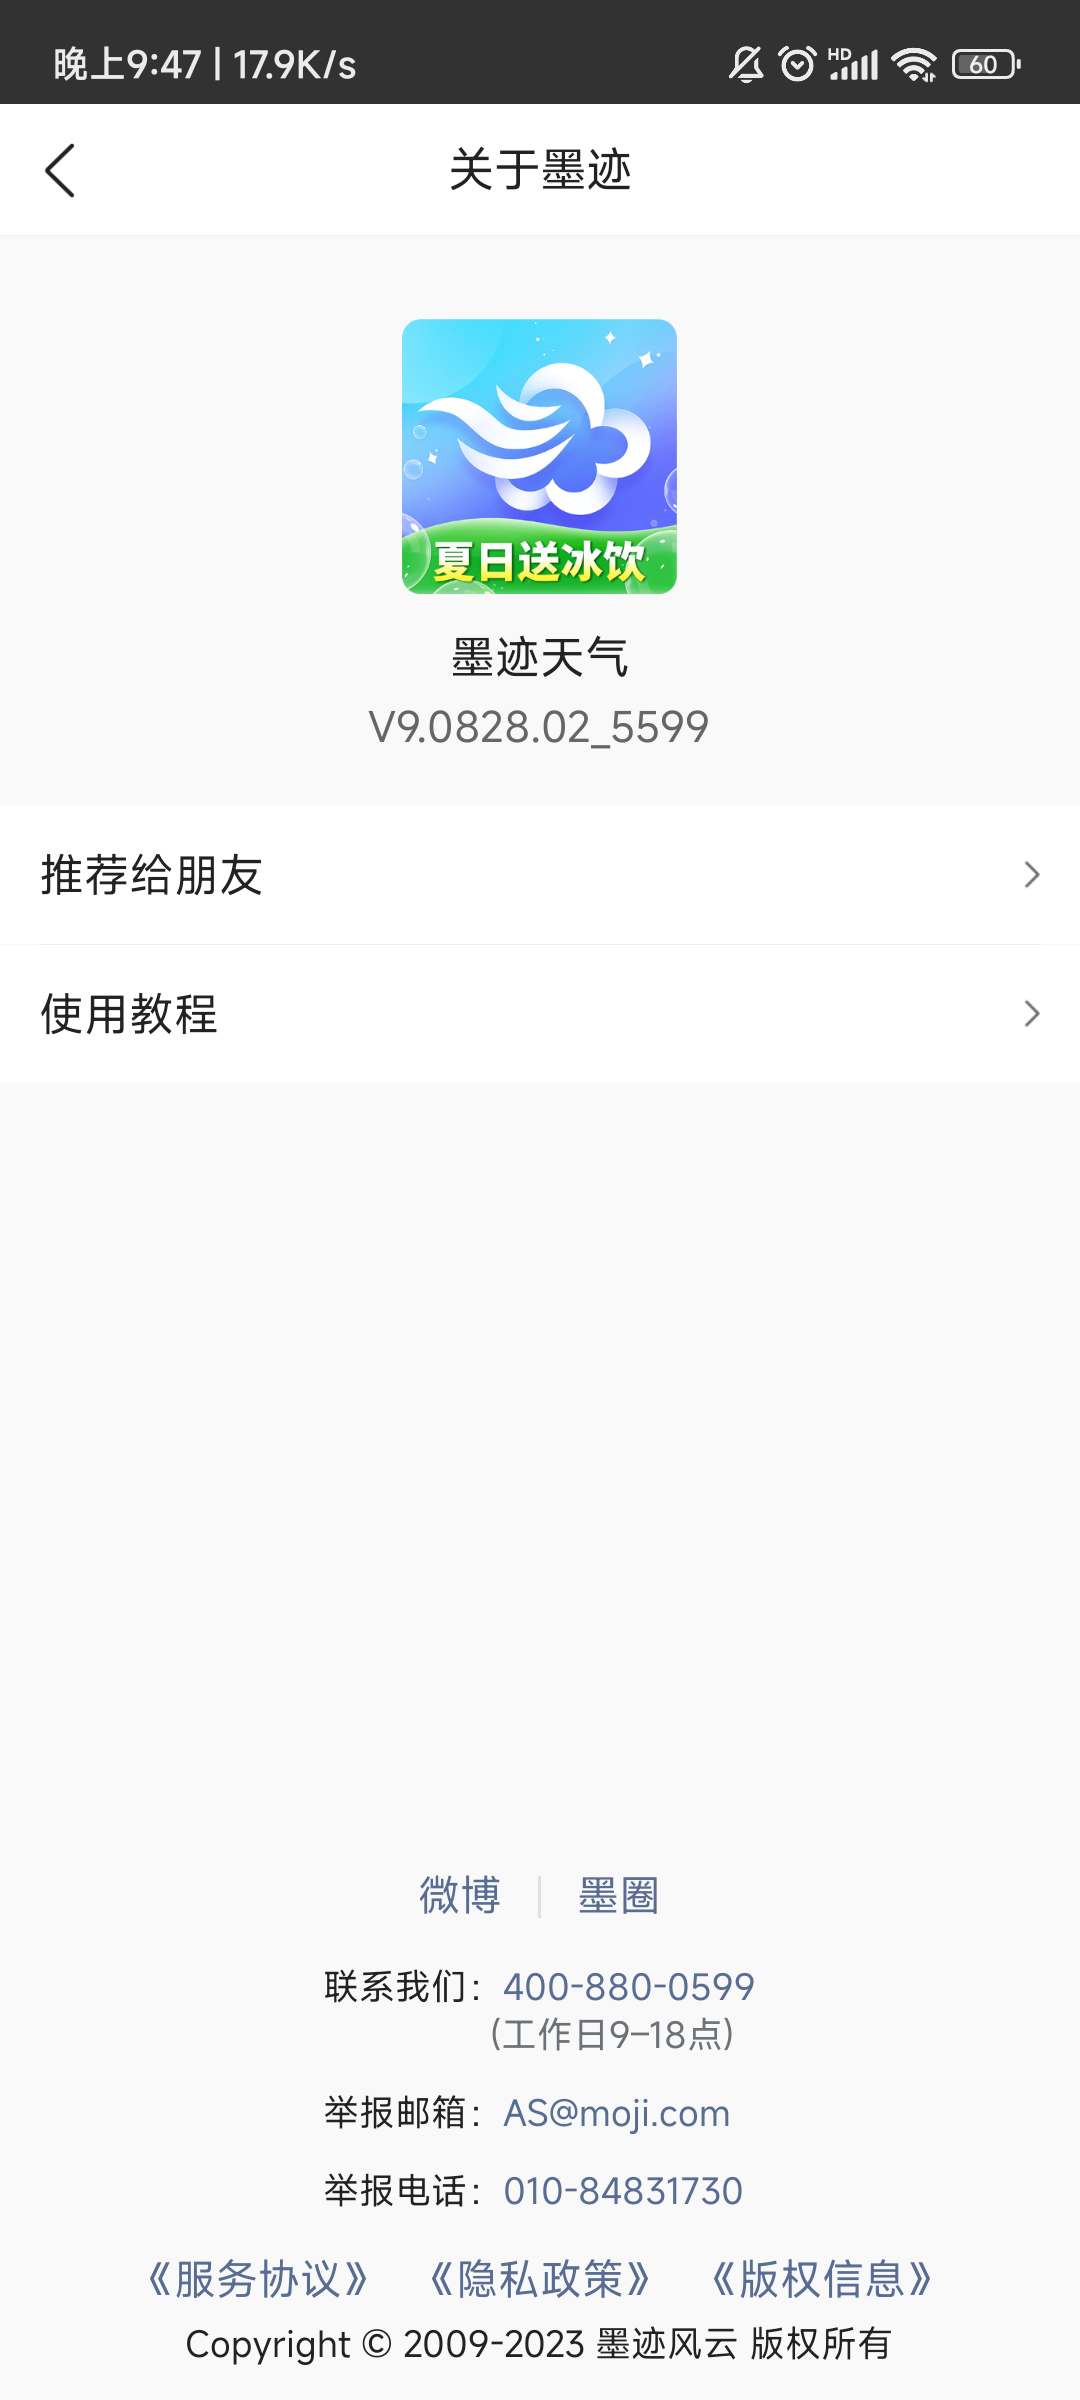 晚上9:47 | 17.9K/s
HD
60
关于墨迹
夏日送冰饮
墨迹天气
V9.0828.02_5599
推荐给朋友
使用教程
微博 | 墨圈
联系我们：400-880-0599
(工作日9–18点)
举报邮箱：AS@moji.com
举报电话：010-84831730
《服务协议》 《隐私政策》 《版权信息》
Copyright © 2009-2023 墨迹风云 版权所有